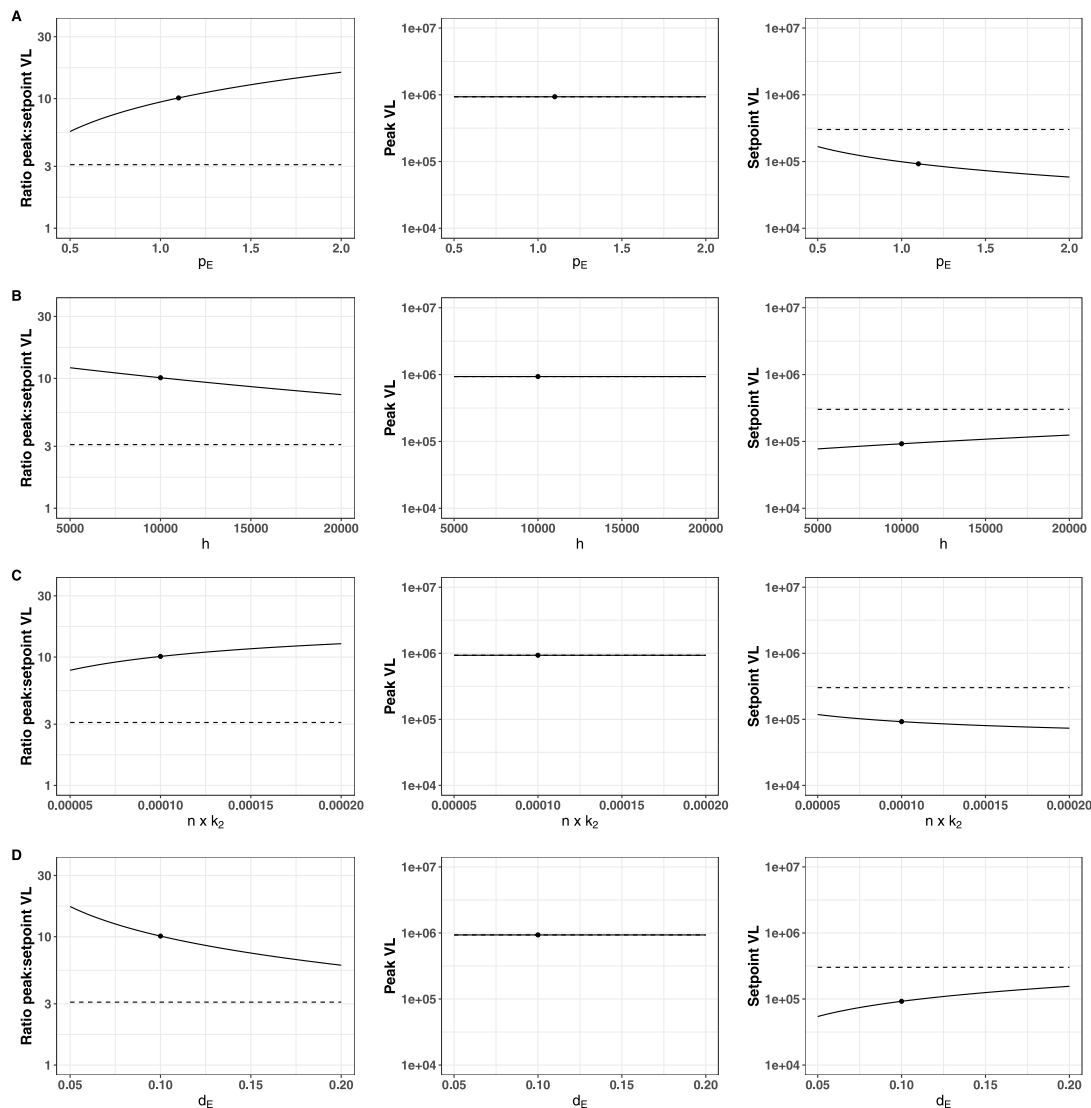 A
Ratio peak:setpoint VL
30
10
3
1
0.5 1.0 1.5 2.0
pE
Peak VL
1e+07
1e+06
1e+05
1e+04
0.5 1.0 1.5 2.0
pE
Setpoint VL
1e+07
1e+06
1e+05
1e+04
0.5 1.0 1.5 2.0
pE
B
Ratio peak:setpoint VL
30
10
3
1
5000 10000 15000 20000
h
Peak VL
1e+07
1e+06
1e+05
1e+04
5000 10000 15000 20000
h
Setpoint VL
1e+07
1e+06
1e+05
1e+04
5000 10000 15000 20000
h
C
Ratio peak:setpoint VL
30
10
3
1
0.00005 0.00010 0.00015 0.00020
n x k2
Peak VL
1e+07
1e+06
1e+05
1e+04
0.00005 0.00010 0.00015 0.00020
n x k2
Setpoint VL
1e+07
1e+06
1e+05
1e+04
0.00005 0.00010 0.00015 0.00020
n x k2
D
Ratio peak:setpoint VL
30
10
3
1
0.05 0.10 0.15 0.20
dE
Peak VL
1e+07
1e+06
1e+05
1e+04
0.05 0.10 0.15 0.20
dE
Setpoint VL
1e+07
1e+06
1e+05
1e+04
0.05 0.10 0.15 0.20
dE